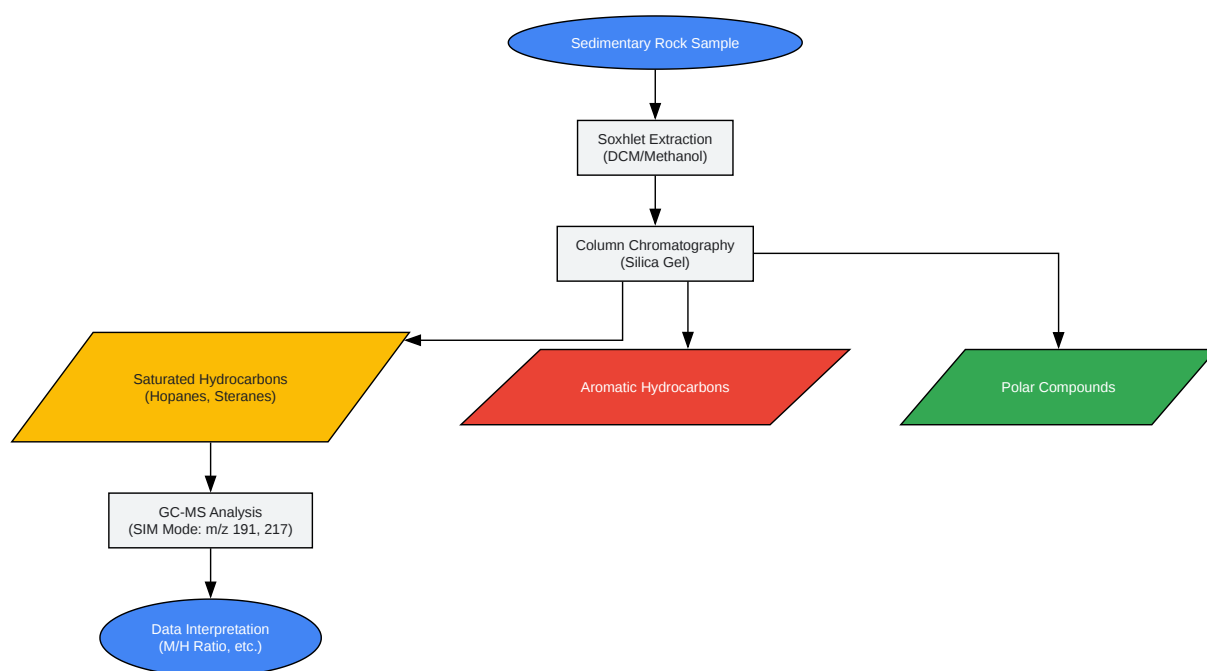 Sedimentary Rock Sample
Soxhlet Extraction
(DCM/Methanol)
Column Chromatography
(Silica Gel)
Saturated Hydrocarbons
(Hopanes, Steranes)
Aromatic Hydrocarbons
Polar Compounds
GC-MS Analysis
(SIM Mode: m/z 191, 217)
Data Interpretation
(M/H Ratio, etc.)